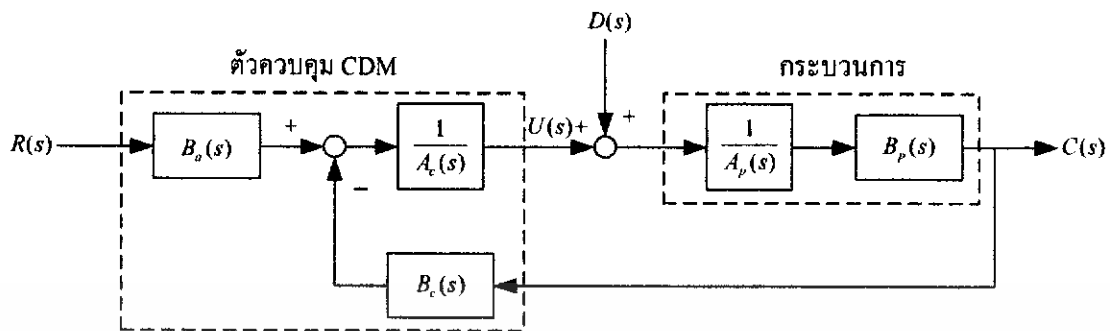 D(s)
ตัวควบคุม CDM
กระบวนการ
R(s)
B_a(s)
+
1
A_c(s)
U(s)+
+
1
A_p(s)
B_p(s)
C(s)
−
B_c(s)